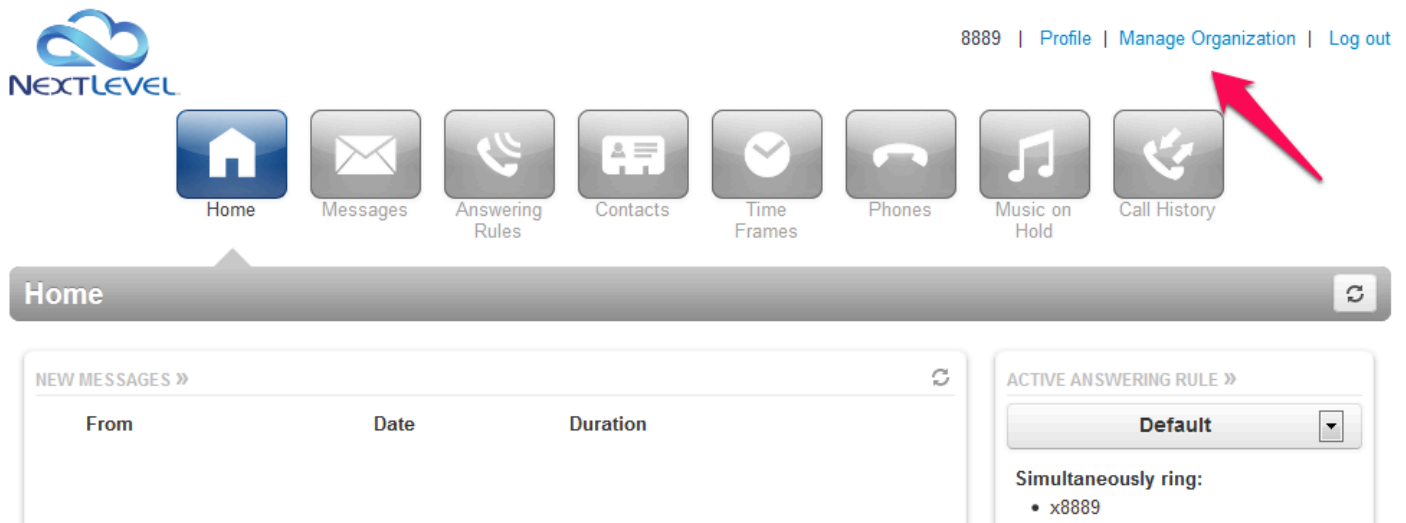 8889 | Profile | Manage Organization | Log out
NEXTLEVEL
Home
Messages
Answering
Rules
Contacts
Time
Frames
Phones
Music on
Hold
Call History
Home
NEW MESSAGES »
From Date Duration
ACTIVE ANSWERING RULE »
Default
Simultaneously ring:
• x8889